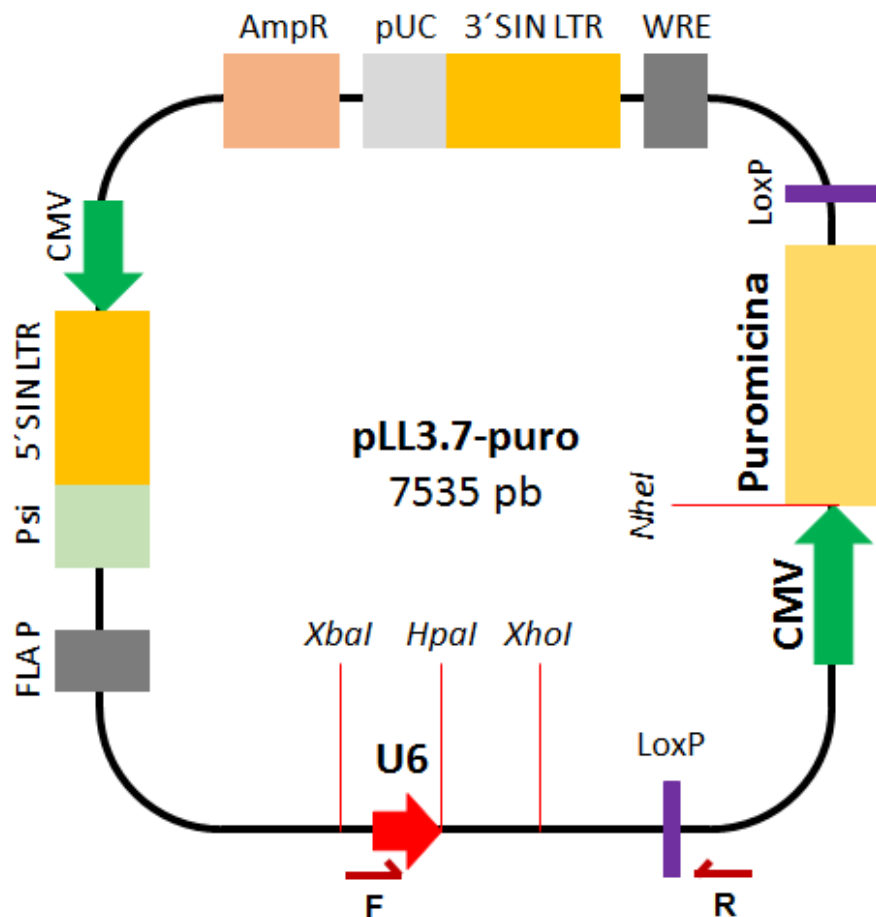 AmpR
pUC
3´SIN LTR
WRE
CMV
LoxP
5´SIN LTR
Puromicina
pLL3.7-puro
7535 pb
NheI
Psi
CMV
FLA P
XbaI
HpaI
XhoI
U6
LoxP
F
R